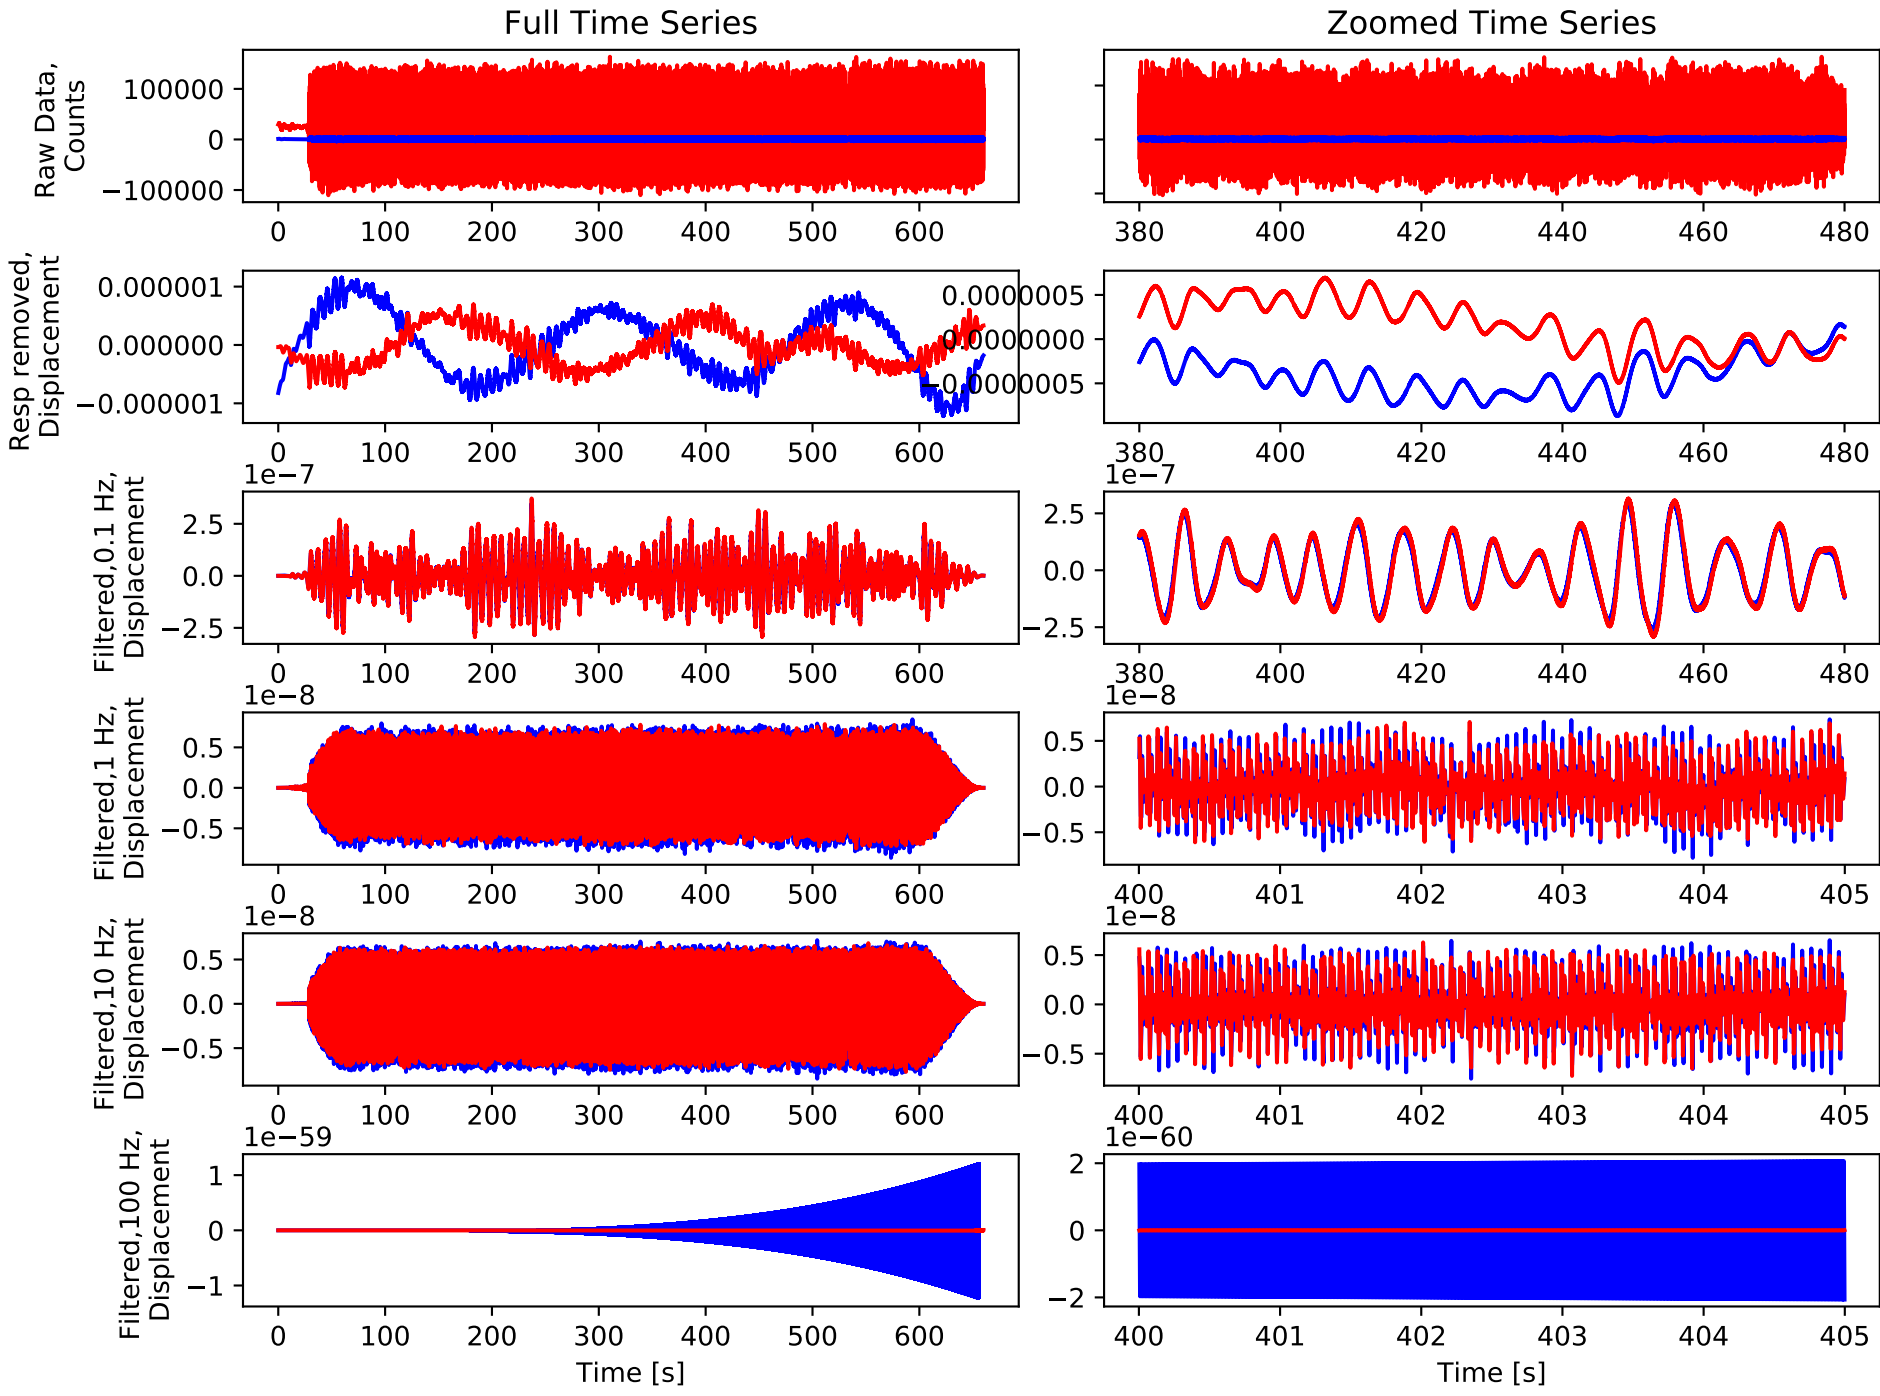 Full Time Series
Zoomed Time Series
Raw Data,
Counts
100000
0
−100000
0 100 200 300 400 500 600
380 400 420 440 460 480
Resp removed,
Displacement
0.000001
0.000000
−0.000001
0 100 200 300 400 500 600
0.0000005
0.0000000
−0.0000005
380 400 420 440 460 480
Filtered,0.1 Hz,
Displacement
1e−7
2.5
0.0
−2.5
0 100 200 300 400 500 600
1e−7
2.5
0.0
−2.5
380 400 420 440 460 480
Filtered,1 Hz,
Displacement
1e−8
0.5
0.0
−0.5
0 100 200 300 400 500 600
1e−8
0.5
0.0
−0.5
400 401 402 403 404 405
Filtered,10 Hz,
Displacement
1e−8
0.5
0.0
−0.5
0 100 200 300 400 500 600
1e−8
0.5
0.0
−0.5
400 401 402 403 404 405
Filtered,100 Hz,
Displacement
1e−59
1
0
−1
0 100 200 300 400 500 600
Time [s]
1e−60
2
0
−2
400 401 402 403 404 405
Time [s]